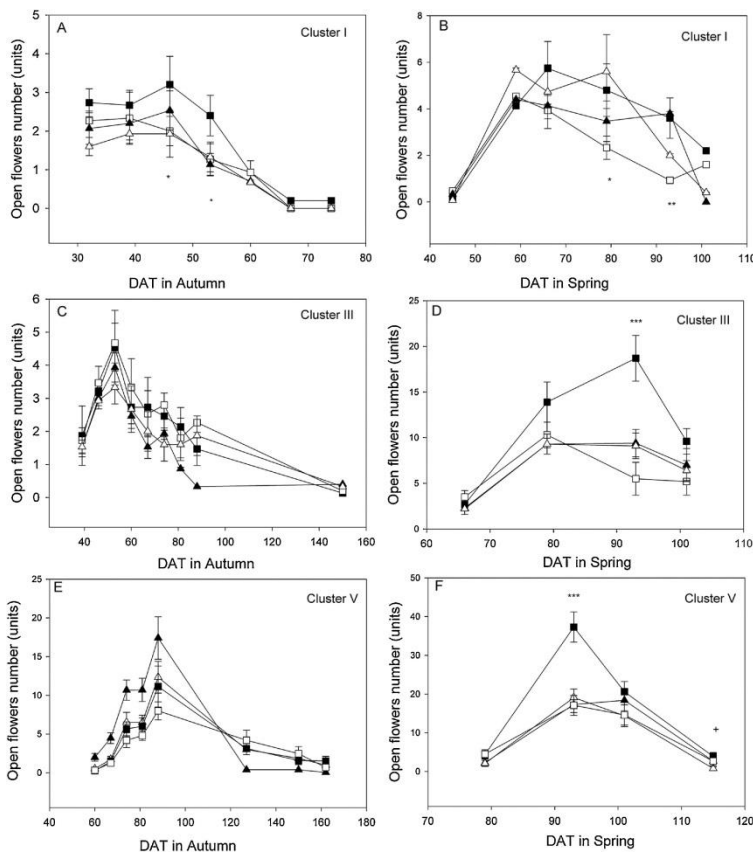 A
Cluster I
Open flowers number (units)
5
4
3
2
1
0
*
*
30 40 50 60 70 80
DAT in Autumn
B
Cluster I
Open flowers number (units)
8
6
4
2
0
*
**
40 50 60 70 80 90 100 110
DAT in Spring
C
Cluster III
Open flowers number (units)
6
5
4
3
2
1
0
40 60 80 100 120 140 160
DAT in Autumn
D
Cluster III
***
Open flowers number (units)
25
20
15
10
5
0
60 70 80 90 100 110
DAT in Spring
E
Cluster V
Open flowers number (units)
25
20
15
10
5
0
40 60 80 100 120 140 160 180
DAT in Autumn
F
Cluster V
***
Open flowers number (units)
50
40
30
20
10
0
+
70 80 90 100 110 120
DAT in Spring